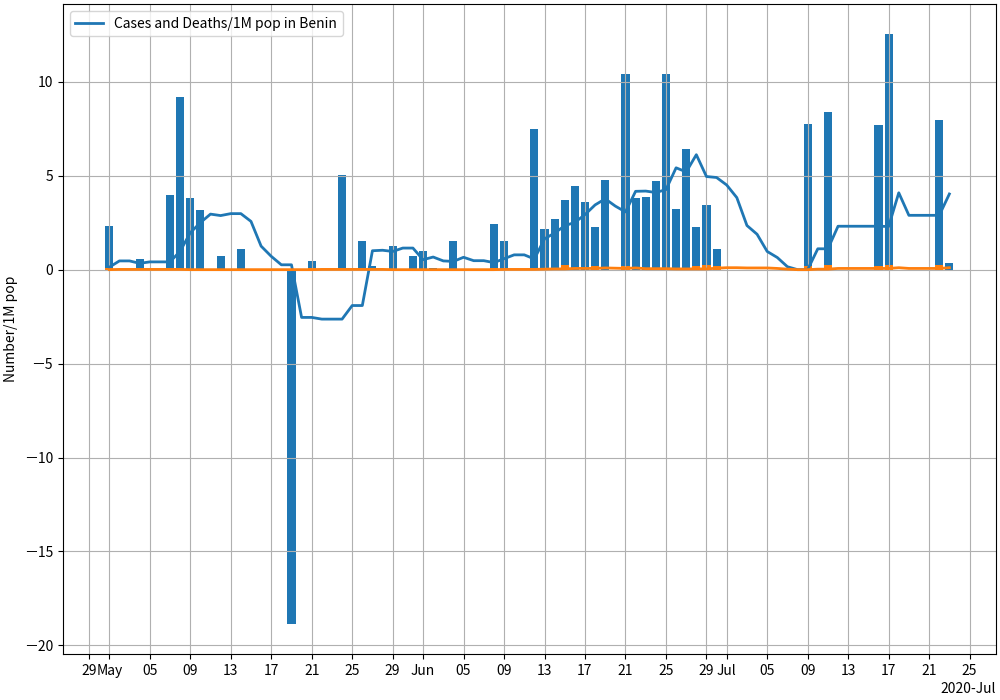 Cases and Deaths/1M pop in Benin
Number/1M pop
10
5
0
−5
−10
−15
−20
29 May 05 09 13 17 21 25 29 Jun 05 09 13 17 21 25 29 Jul 05 09 13 17 21 25
2020-Jul